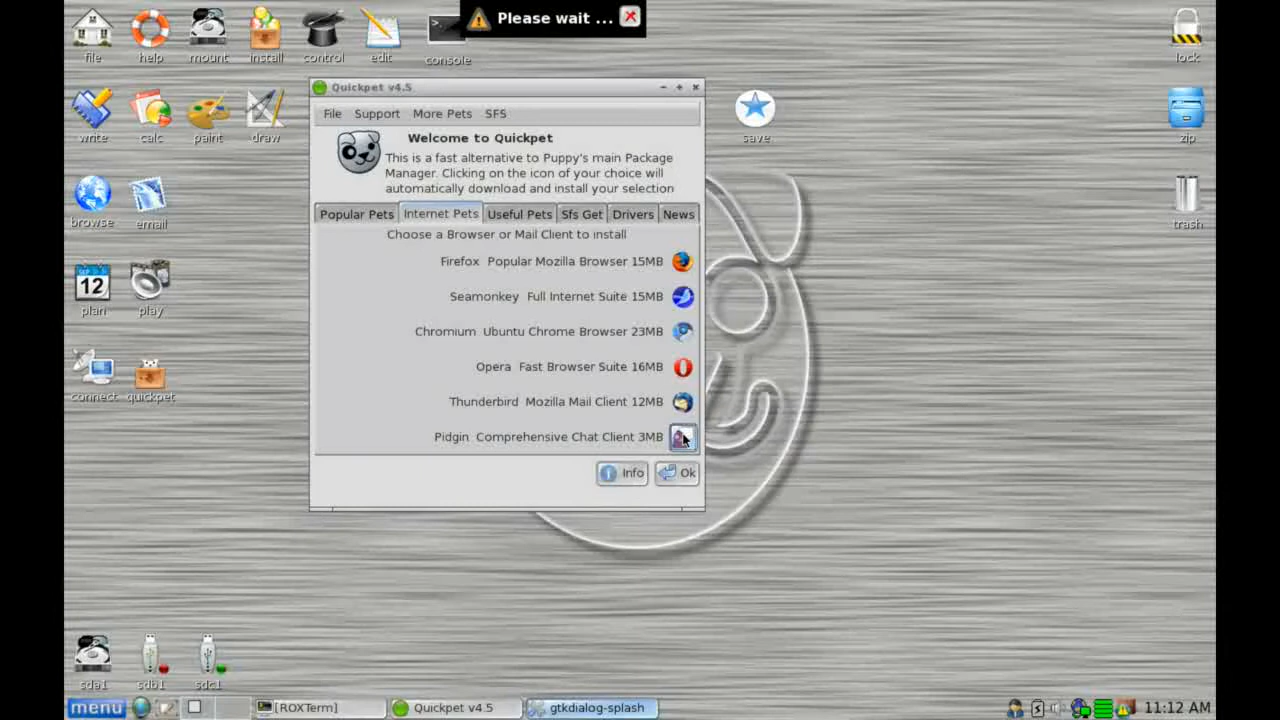 Please wait ...
file
help
mount
install
control
edit
console
lock
Quickpet v4.5
File Support More Pets SFS
Welcome to Quickpet
This is a fast alternative to Puppy's main Package
Manager. Clicking on the icon of your choice will
automatically download and install your selection
write
calc
paint
draw
save
zip
Popular Pets Internet Pets Useful Pets Sfs Get Drivers News
Choose a Browser or Mail Client to install
browse
email
trash
Firefox Popular Mozilla Browser 15MB
Seamonkey Full Internet Suite 15MB
12
plan
play
Chromium Ubuntu Chrome Browser 23MB
Opera Fast Browser Suite 16MB
connect
quickpet
Thunderbird Mozilla Mail Client 12MB
Pidgin Comprehensive Chat Client 3MB
Info Ok
sda1
sdb1
sdc1
menu
[ROXTerm]
Quickpet v4.5
gtkdialog-splash
11:12 AM